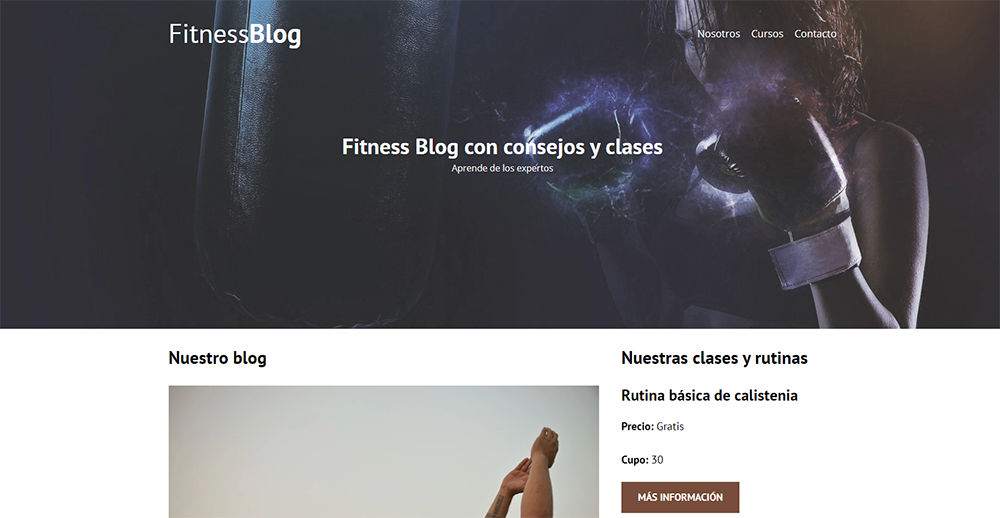 FitnessBlog
Nosotros Cursos Contacto
Fitness Blog con consejos y clases
Aprende de los expertos
Nuestro blog
Nuestras clases y rutinas
Rutina básica de calistenia
Precio: Gratis
Cupo: 30
MÁS INFORMACIÓN